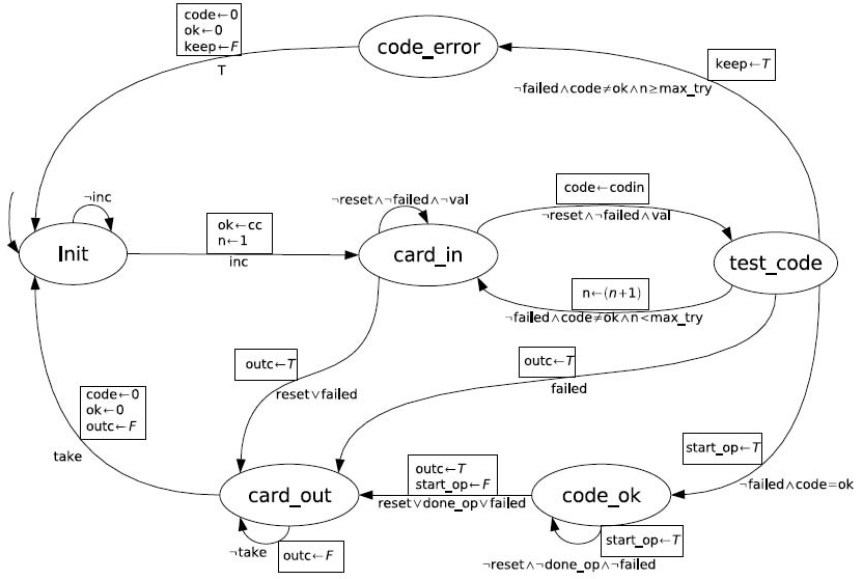 code←0
ok←0
keep←F
T
code_error
keep←T
¬failed∧code≠ok∧n≥max_try
¬inc
ok←cc
n←1
inc
¬reset∧¬failed∧¬val
code←codin
¬reset∧¬failed∧val
Init
card_in
test_code
n←(n+1)
¬failed∧code≠ok∧n<max_try
outc←T
reset∨failed
outc←T
failed
code←0
ok←0
outc←F
take
start_op←T
¬failed∧code=ok
outc←T
start_op←F
reset∨done_op∨failed
card_out
code_ok
¬take
outc←F
start_op←T
¬reset∧¬done_op∧¬failed